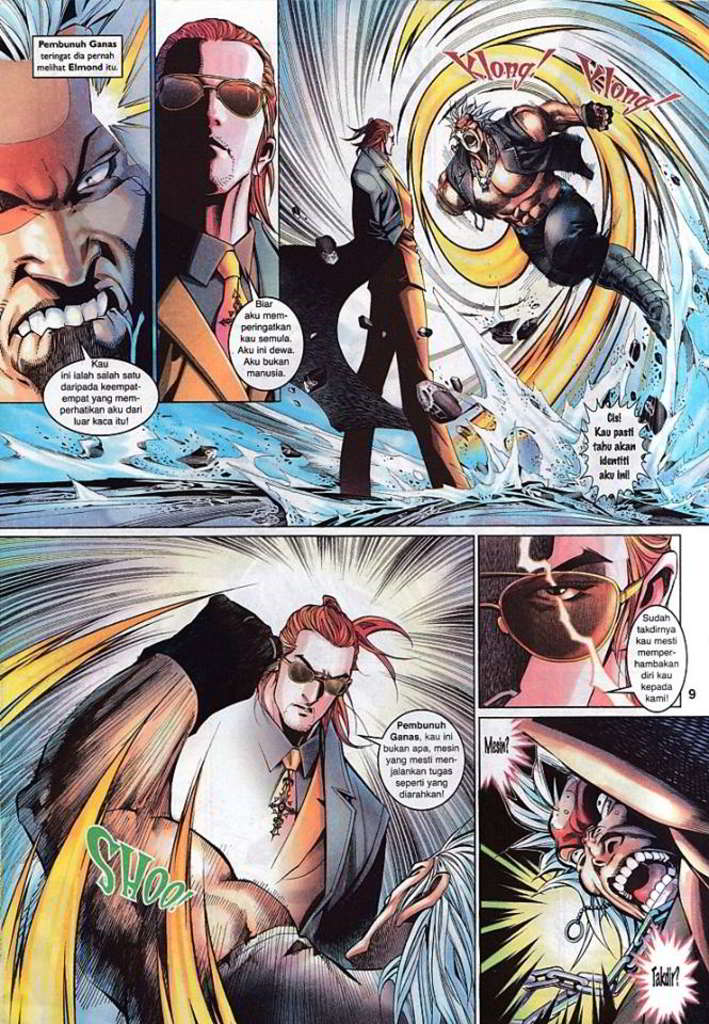 Pembunuh Ganas
teringat dia pernah
melihat Elmond itu.
Kau
ini ialah salah satu
daripada keempat-
empat yang mem-
perhatikan aku dari
luar kaca itu!
Biar
aku mem-
peringatkan
kau semula.
Aku ini dewa.
Aku bukan
manusia.
Klong!
Klong!
Cis!
Kau pasti
tahu akan
identiti
aku ini!
SHOO!
Pembunuh
Ganas, kau ini
bukan apa, mesin
yang mesti men-
jalankan tugas
seperti yang
diarahkan!
Sudah
takdirnya
kau mesti
memper-
hambakan
diri kau
kepada
kami!
9
Mesin?
Takdir?